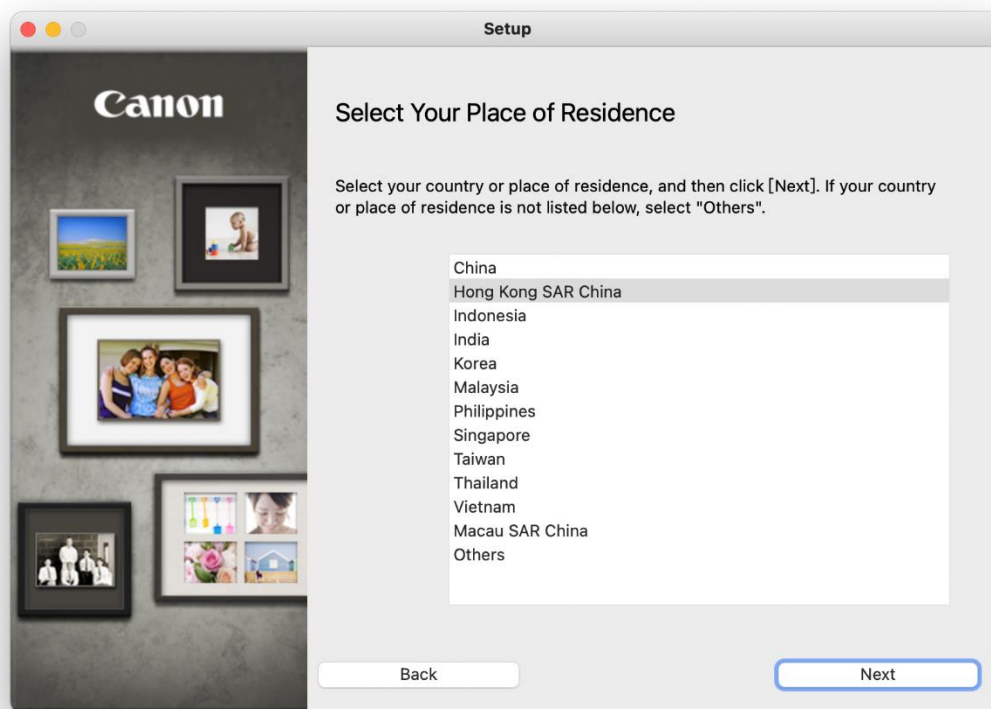 Setup
Canon
Select Your Place of Residence
Select your country or place of residence, and then click [Next]. If your country
or place of residence is not listed below, select "Others".
China
Hong Kong SAR China
Indonesia
India
Korea
Malaysia
Philippines
Singapore
Taiwan
Thailand
Vietnam
Macau SAR China
Others
Back
Next